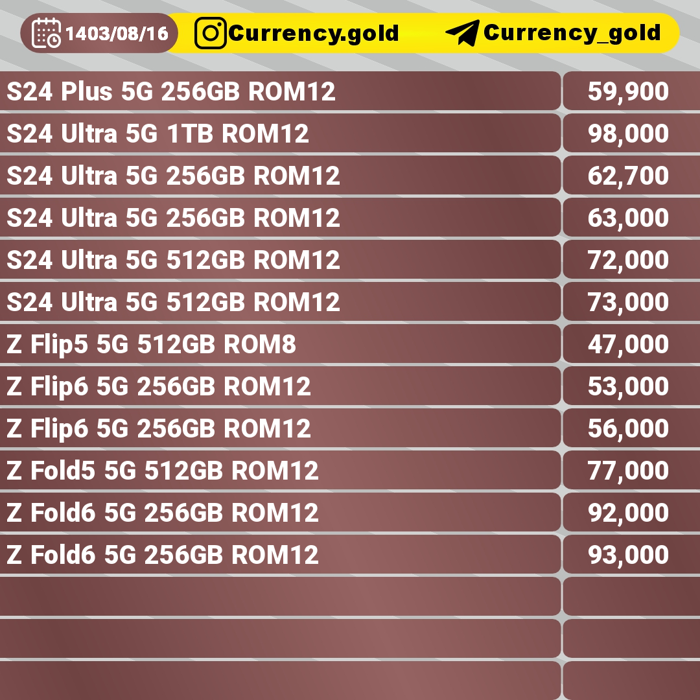 1403/08/16 Currency.gold Currency_gold
S24 Plus 5G 256GB ROM12 59,900
S24 Ultra 5G 1TB ROM12 98,000
S24 Ultra 5G 256GB ROM12 62,700
S24 Ultra 5G 256GB ROM12 63,000
S24 Ultra 5G 512GB ROM12 72,000
S24 Ultra 5G 512GB ROM12 73,000
Z Flip5 5G 512GB ROM8 47,000
Z Flip6 5G 256GB ROM12 53,000
Z Flip6 5G 256GB ROM12 56,000
Z Fold5 5G 512GB ROM12 77,000
Z Fold6 5G 256GB ROM12 92,000
Z Fold6 5G 256GB ROM12 93,000